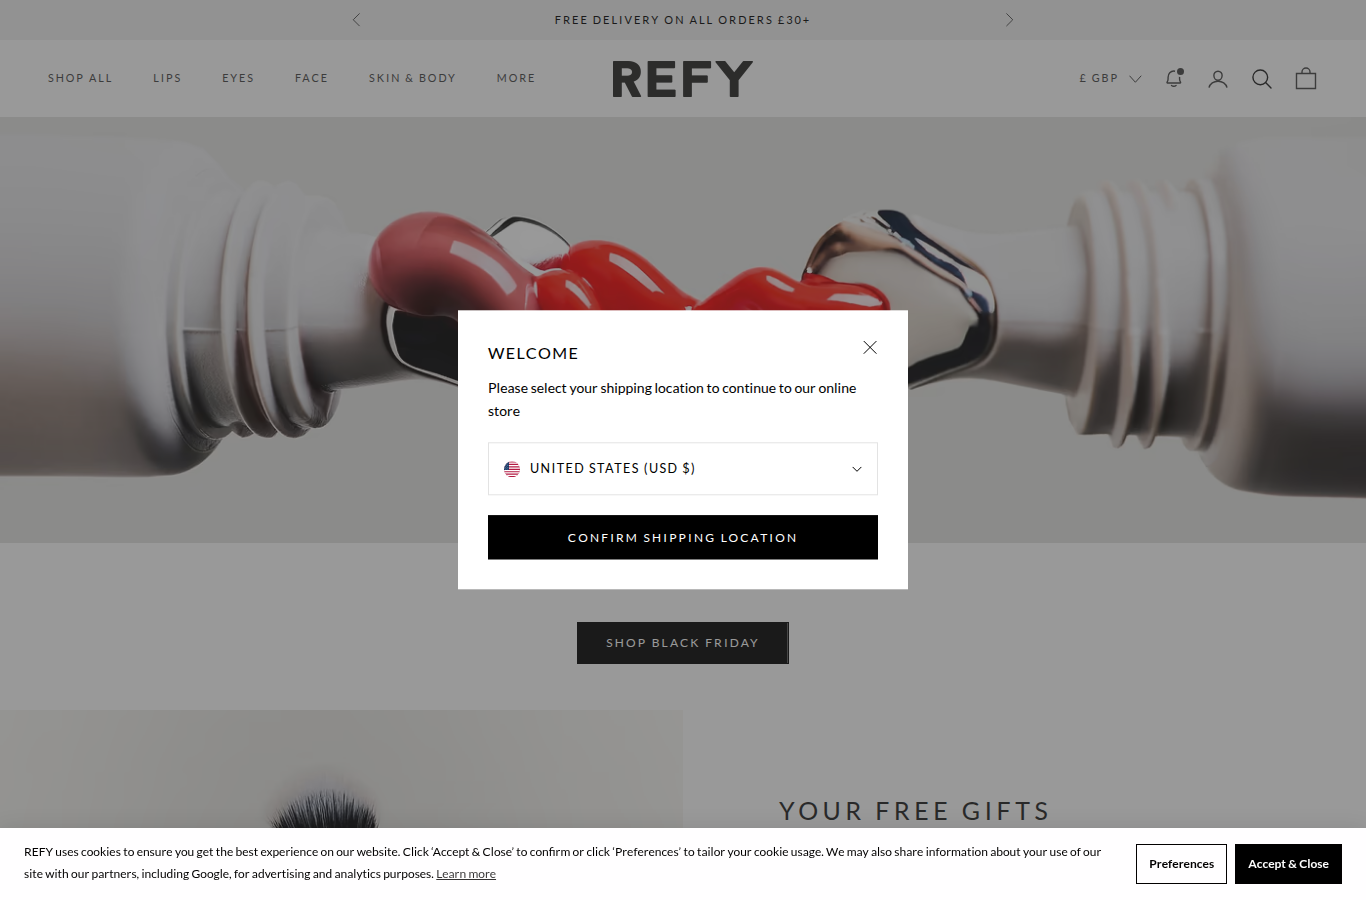 FREE DELIVERY ON ALL ORDERS £30+
SHOP ALL LIPS EYES FACE SKIN & BODY MORE REFY £ GBP
WELCOME
Please select your shipping location to continue to our online
store
UNITED STATES (USD $)
CONFIRM SHIPPING LOCATION
SHOP BLACK FRIDAY
YOUR FREE GIFTS
REFY uses cookies to ensure you get the best experience on our website. Click ‘Accept & Close’ to confirm or click ‘Preferences’ to tailor your cookie usage. We may also share information about your use of our
site with our partners, including Google, for advertising and analytics purposes. Learn more
Preferences Accept & Close